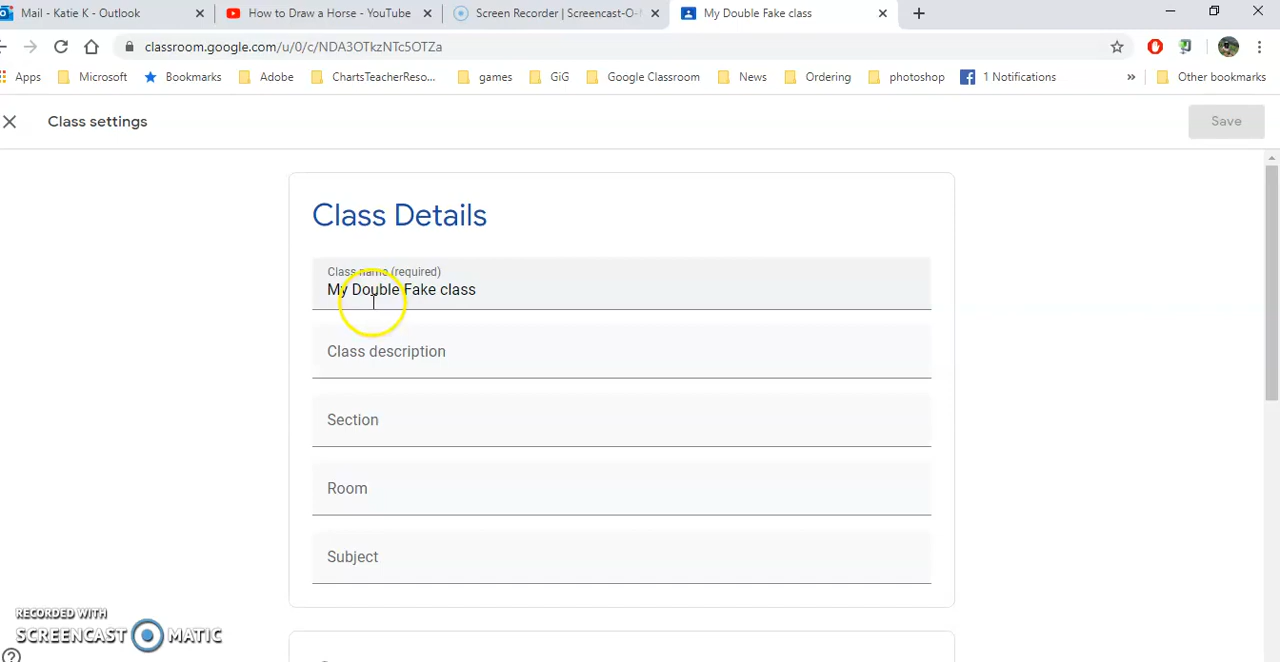 Mail - Katie K - Outlook
How to Draw a Horse - YouTube
Screen Recorder | Screencast-O-
My Double Fake class
classroom.google.com/u/0/c/NDA3OTkzNTc5OTZa
Apps
Microsoft
Bookmarks
Adobe
ChartsTeacherReso...
games
GiG
Google Classroom
News
Ordering
photoshop
1 Notifications
»
Other bookmarks
Class settings
Save
Class Details
Class name (required)
My Double Fake class
Class description
Section
Room
Subject
RECORDED WITH
SCREENCAST MATIC